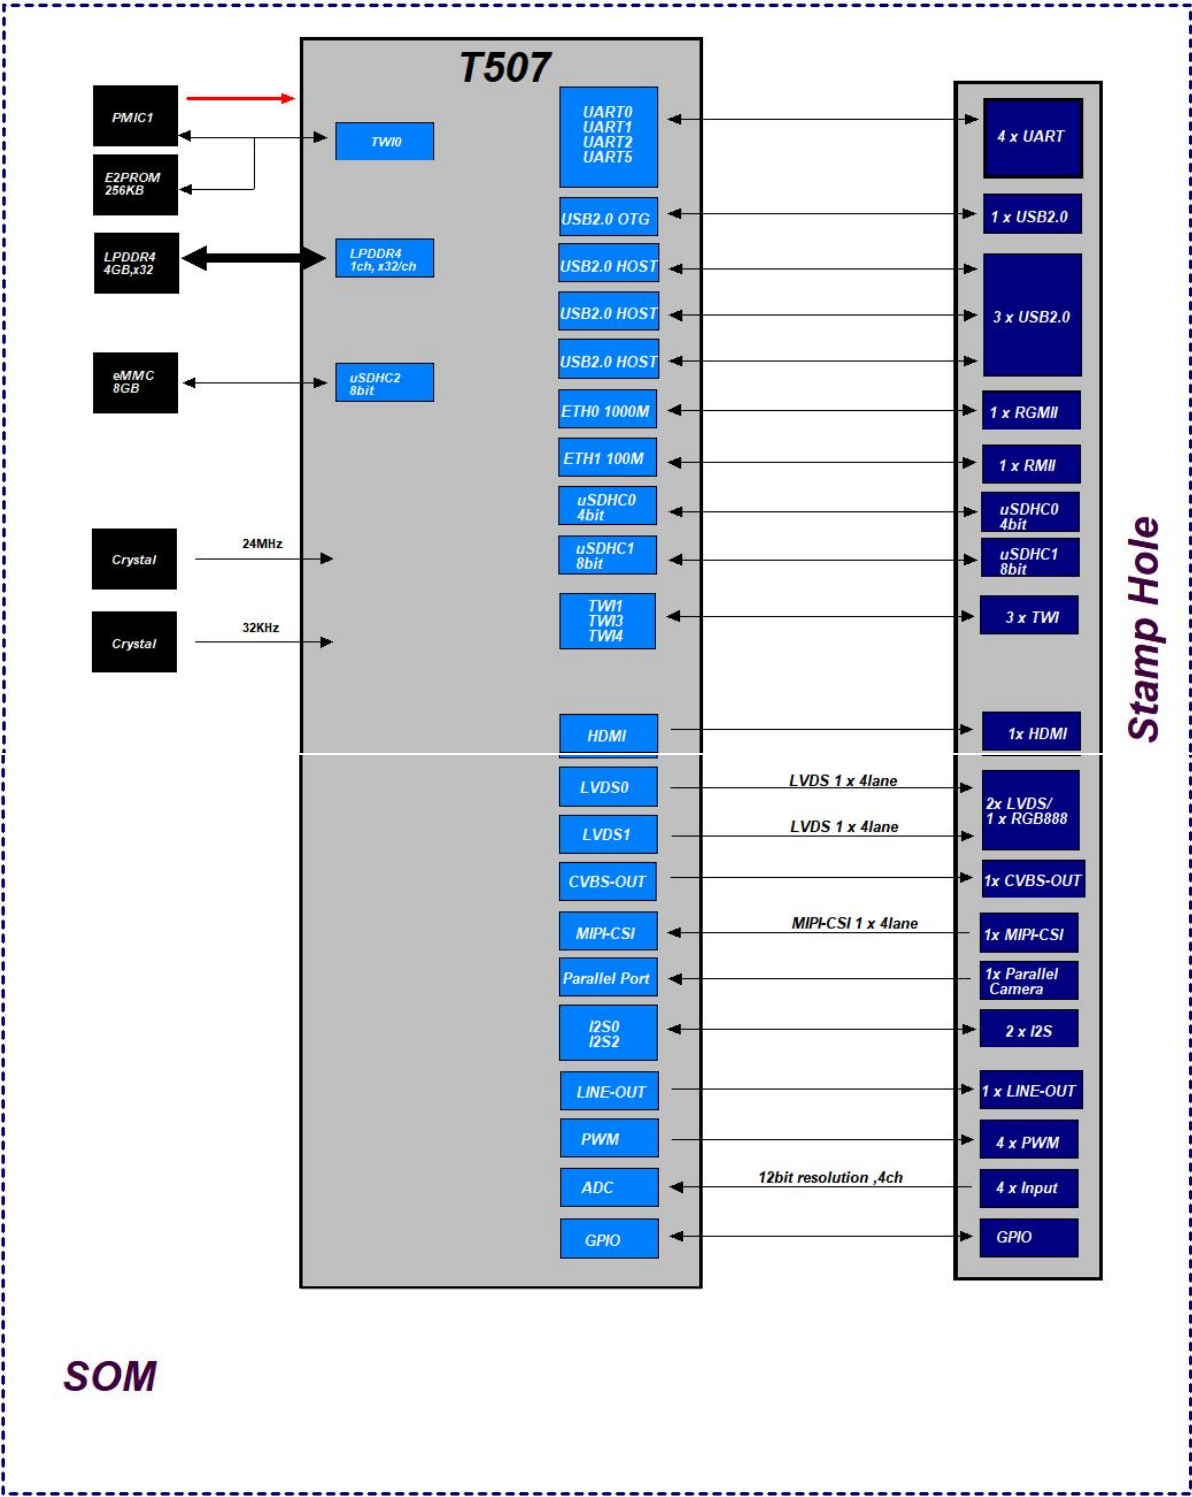 T507
PMIC1
E2PROM
256KB
LPDDR4
4GB,x32
eMMC
8GB
Crystal
24MHz
Crystal
32KHz
TWI0
LPDDR4
1ch, x32/ch
uSDHC2
8bit
UART0
UART1
UART2
UART5
USB2.0 OTG
USB2.0 HOST
USB2.0 HOST
USB2.0 HOST
ETH0 1000M
ETH1 100M
uSDHC0
4bit
uSDHC1
8bit
TWI1
TWI3
TWI4
HDMI
LVDS0
LVDS1
CVBS-OUT
MIPI-CSI
Parallel Port
I2S0
I2S2
LINE-OUT
PWM
ADC
GPIO
LVDS 1 x 4lane
LVDS 1 x 4lane
MIPI-CSI 1 x 4lane
12bit resolution ,4ch
4 x UART
1 x USB2.0
3 x USB2.0
1 x RGMII
1 x RMII
uSDHC0
4bit
uSDHC1
8bit
3 x TWI
1x HDMI
2x LVDS/
1 x RGB888
1x CVBS-OUT
1x MIPI-CSI
1x Parallel
Camera
2 x I2S
1 x LINE-OUT
4 x PWM
4 x Input
GPIO
Stamp Hole
SOM